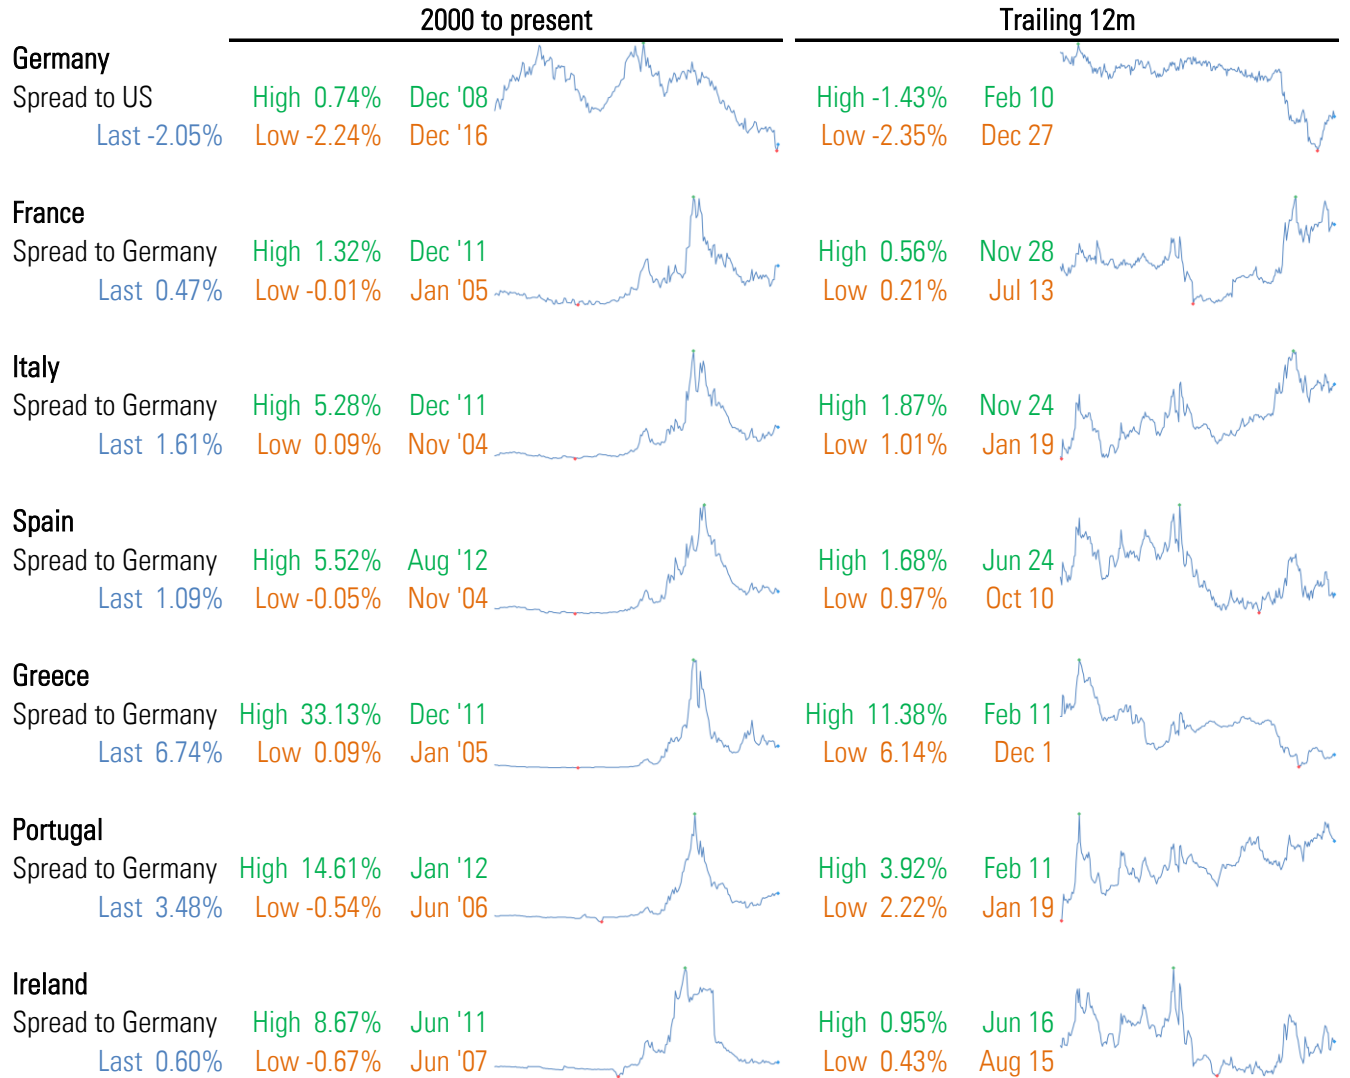 2000 to present Trailing 12m
Germany
Spread to US High 0.74% Dec '08 High -1.43% Feb 10
Last -2.05% Low -2.24% Dec '16 Low -2.35% Dec 27
France
Spread to Germany High 1.32% Dec '11 High 0.56% Nov 28
Last 0.47% Low -0.01% Jan '05 Low 0.21% Jul 13
Italy
Spread to Germany High 5.28% Dec '11 High 1.87% Nov 24
Last 1.61% Low 0.09% Nov '04 Low 1.01% Jan 19
Spain
Spread to Germany High 5.52% Aug '12 High 1.68% Jun 24
Last 1.09% Low -0.05% Nov '04 Low 0.97% Oct 10
Greece
Spread to Germany High 33.13% Dec '11 High 11.38% Feb 11
Last 6.74% Low 0.09% Jan '05 Low 6.14% Dec 1
Portugal
Spread to Germany High 14.61% Jan '12 High 3.92% Feb 11
Last 3.48% Low -0.54% Jun '06 Low 2.22% Jan 19
Ireland
Spread to Germany High 8.67% Jun '11 High 0.95% Jun 16
Last 0.60% Low -0.67% Jun '07 Low 0.43% Aug 15